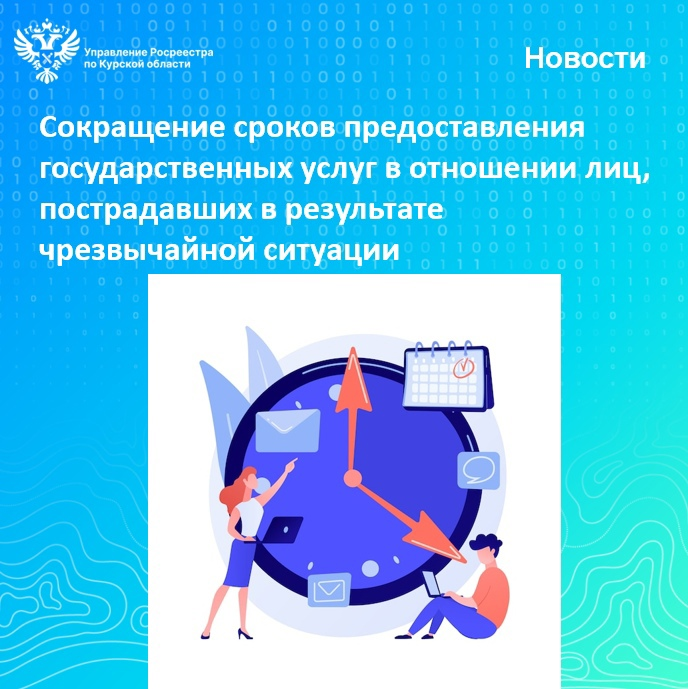 Управление Росреестра
по Курской области
Новости
Сокращение сроков предоставления
государственных услуг в отношении лиц,
пострадавших в результате
чрезвычайной ситуации